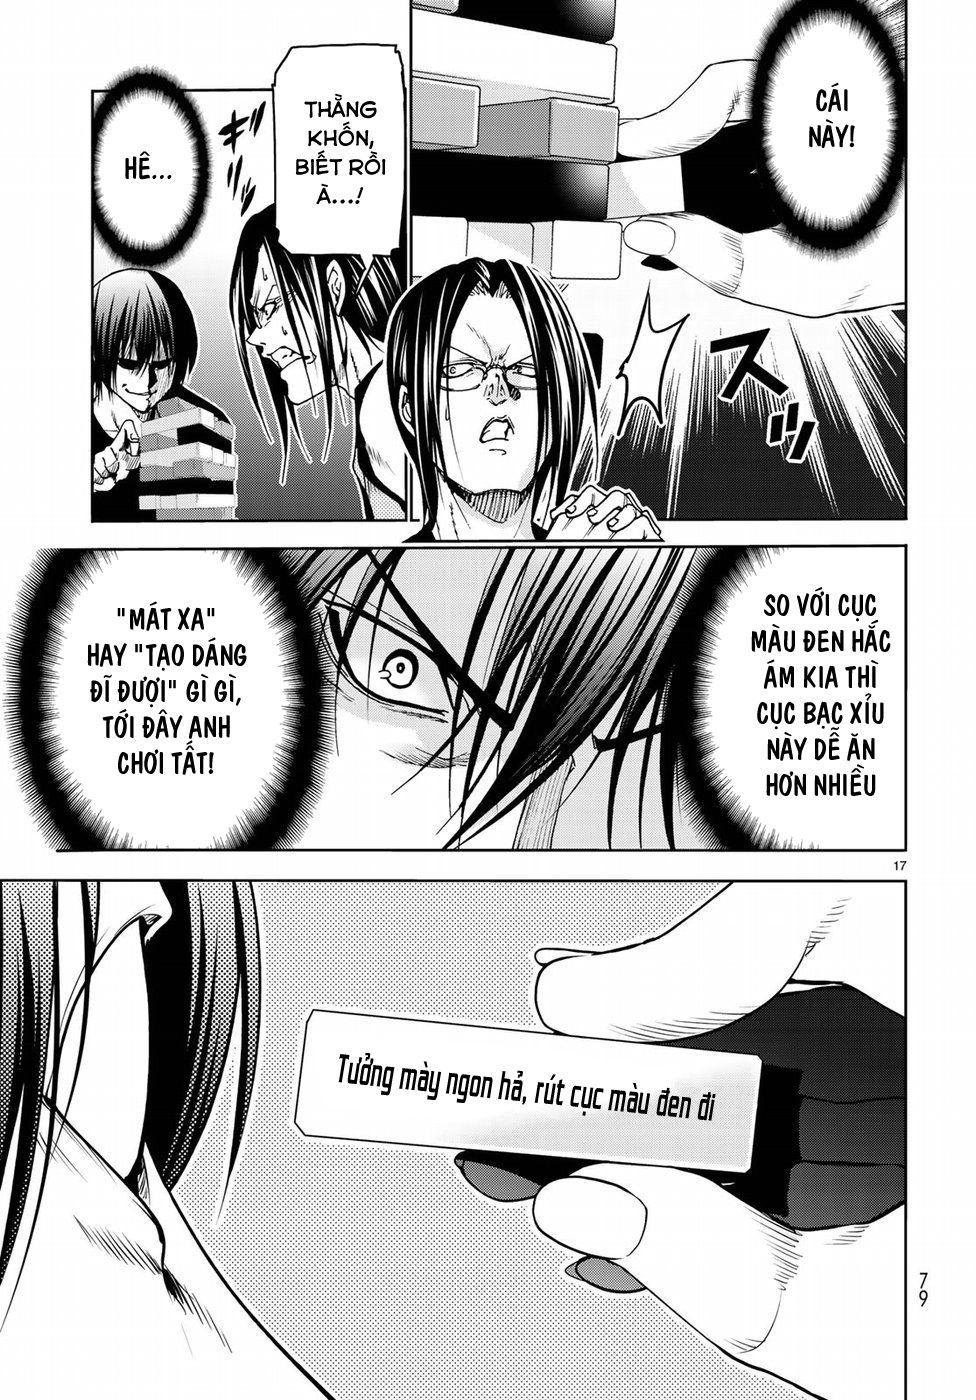 CÁI
NÀY!
スッ
THẰNG
KHỐN,
BIẾT RỒI
À...!
HÊ...
SO VỚI CỤC
MÀU ĐEN HẮC
ÁM KIA THÌ
CỤC BẠC XỈU
NÀY DỄ ĂN
HƠN NHIỀU
"MÁT XA"
HAY "TẠO DÁNG
ĐĨ ĐƯỢI" GÌ GÌ,
TỚI ĐÂY ANH
CHƠI TẤT!
17
Tưởng mày ngon hả, rút cục màu đen đi
79